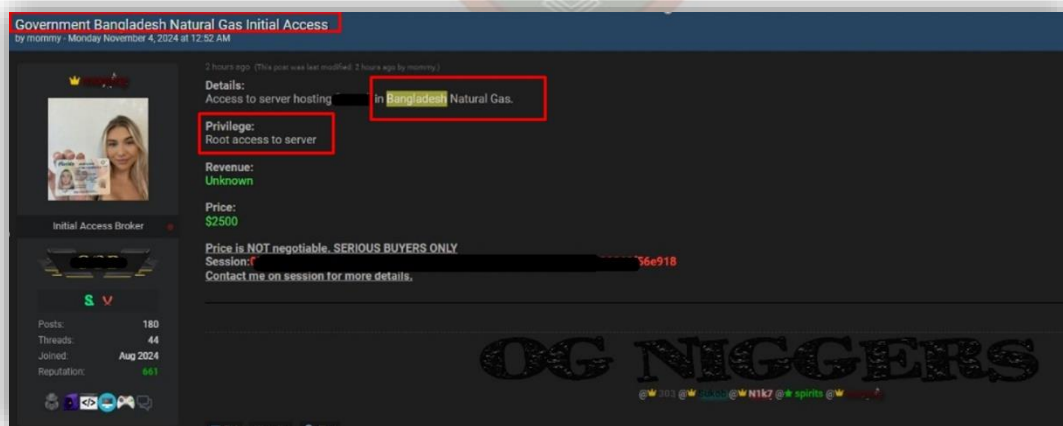 Government Bangladesh Natural Gas Initial Access
by mommy - Monday November 4, 2024 at 12:52 AM
2 hours ago (This post was last modified: 2 hours ago by mommy.)
Details:
Access to server hosting in Bangladesh Natural Gas.
Privilege:
Root access to server
Revenue:
Unknown
Price:
$2500
Price is NOT negotiable. SERIOUS BUYERS ONLY
Session: 56e918
Contact me on session for more details.
Initial Access Broker
Posts: 180
Threads: 44
Joined: Aug 2024
Reputation: 661
OG NIGGERS
@303 @ @N1k7 @spirits @